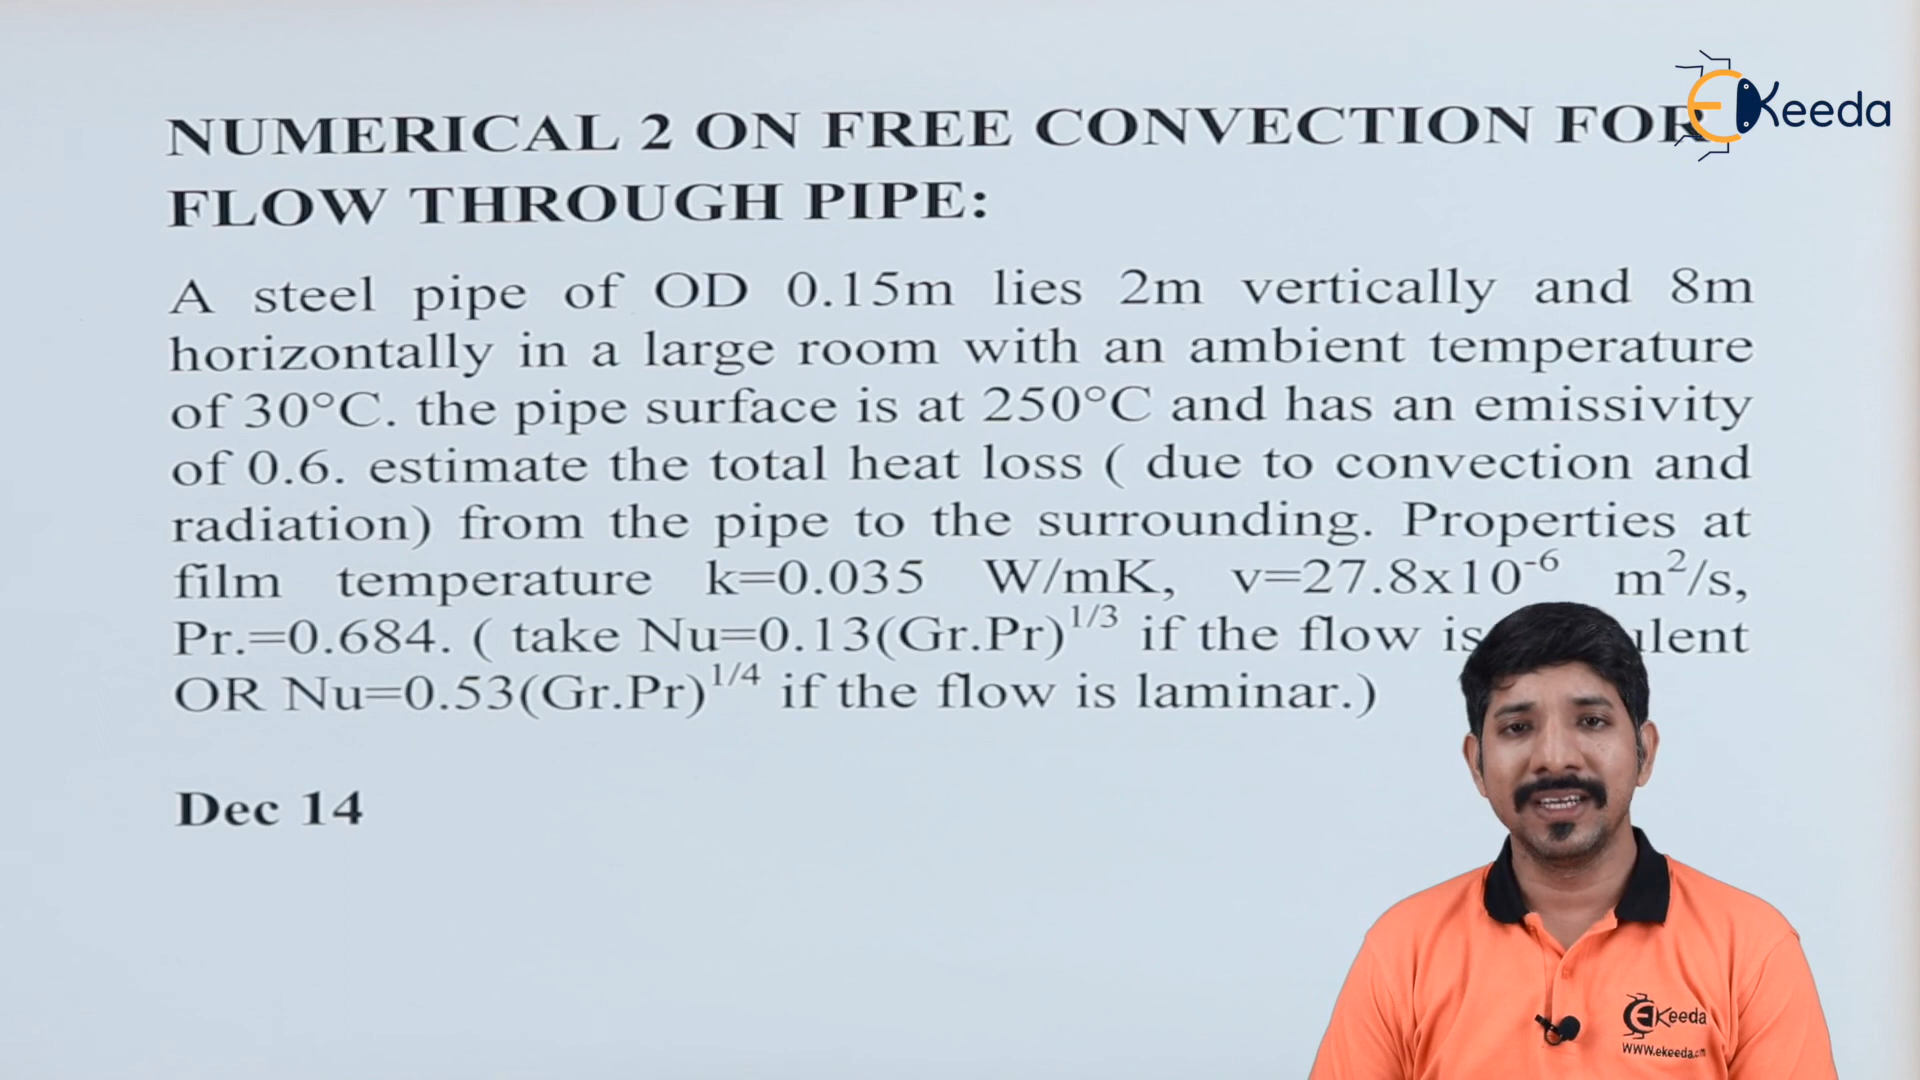 NUMERICAL 2 ON FREE CONVECTION FOR
FLOW THROUGH PIPE:
A steel pipe of OD 0.15m lies 2m vertically and 8m
horizontally in a large room with an ambient temperature
of 30°C. the pipe surface is at 250°C and has an emissivity
of 0.6. estimate the total heat loss ( due to convection and
radiation) from the pipe to the surrounding. Properties at
film temperature k=0.035 W/mK, v=27.8x10⁻⁶ m²/s,
Pr.=0.684. ( take Nu=0.13(Gr.Pr)¹/³ if the flow is
OR Nu=0.53(Gr.Pr)¹/⁴ if the flow is laminar.)
Dec 14
EKeeda
EKeeda